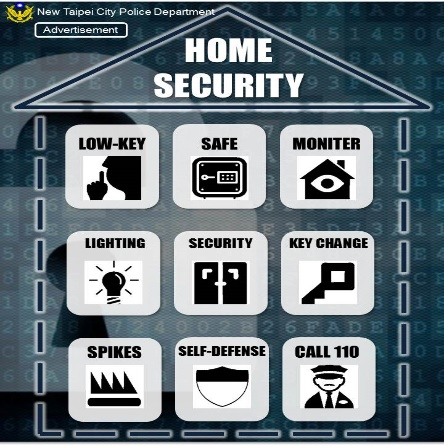 New Taipei City Police Department
Advertisement
HOME
SECURITY
LOW-KEY
SAFE
MONITER
LIGHTING
SECURITY
KEY CHANGE
SPIKES
SELF-DEFENSE
CALL 110